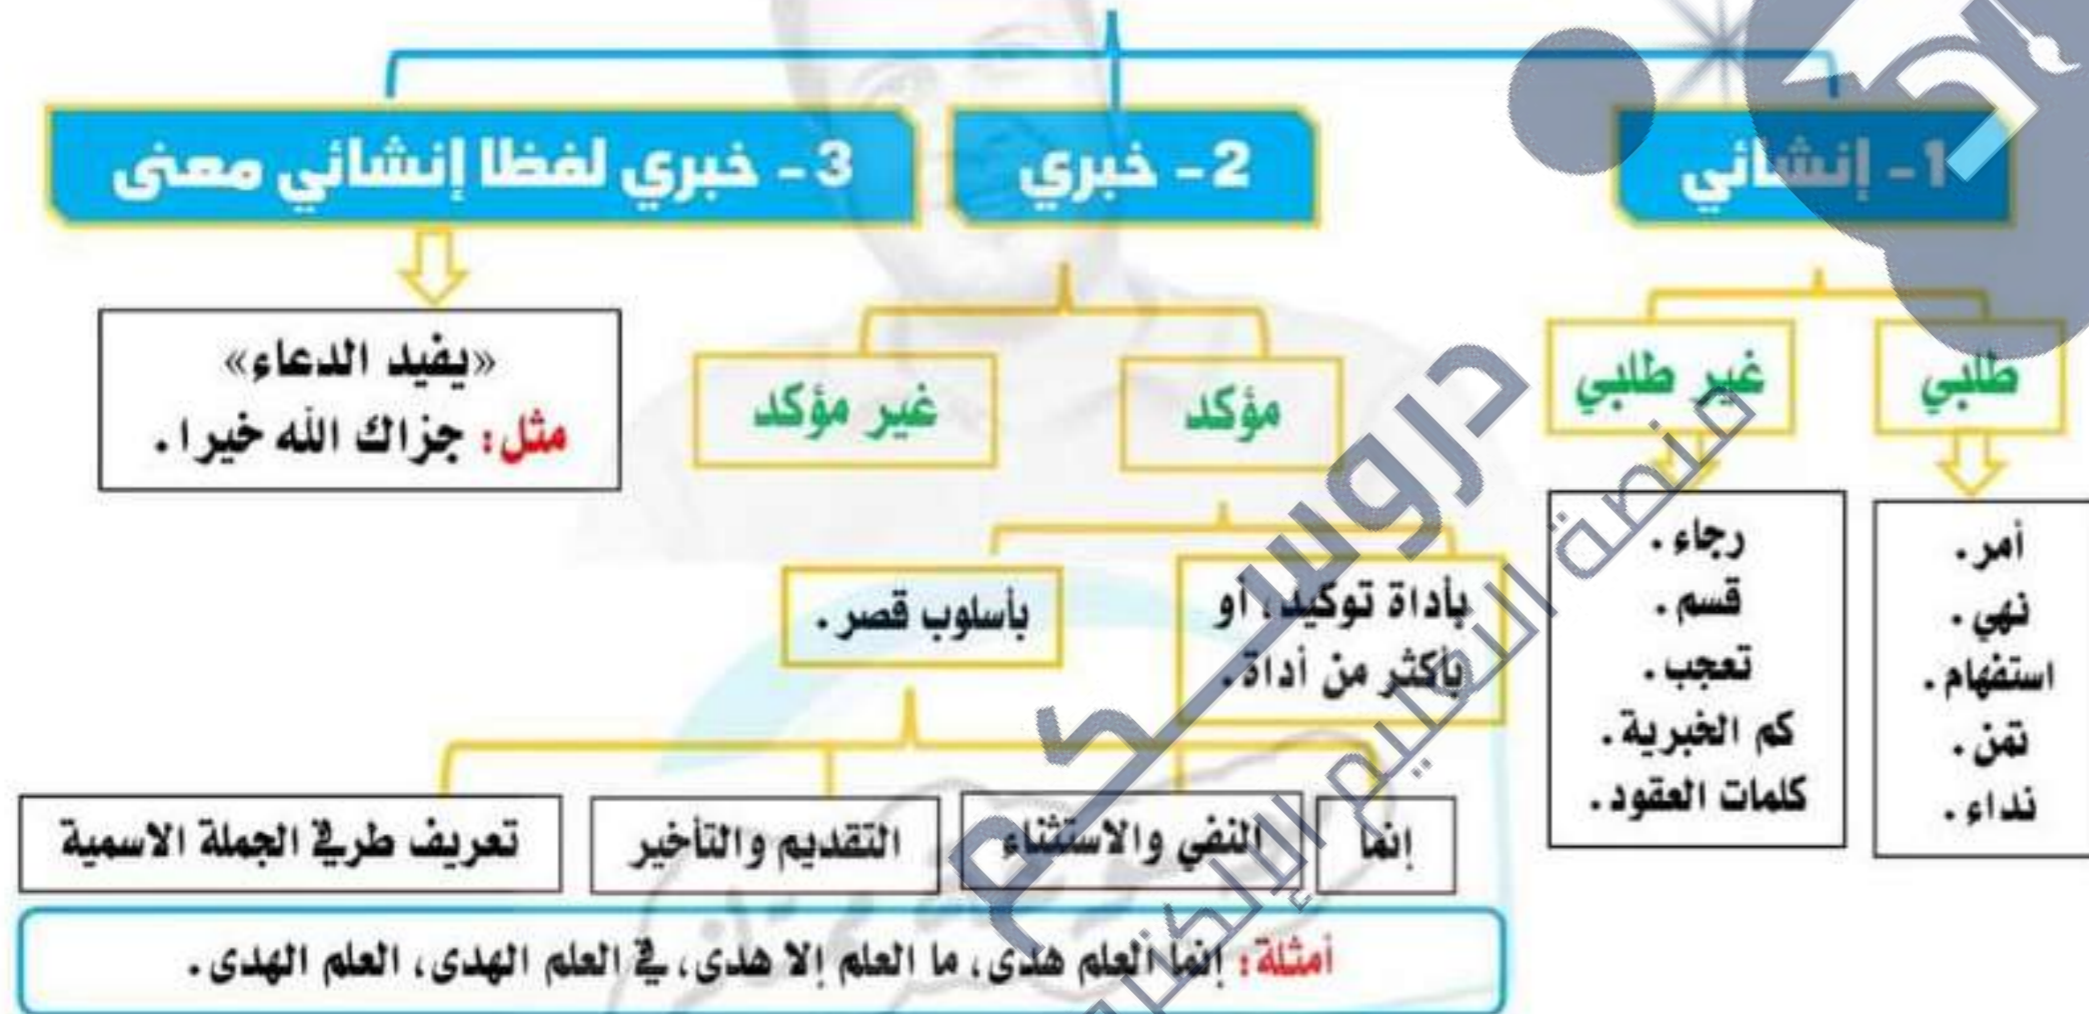 1- إنشائي
2- خبري
3- خبري لفظا إنشائي معنى
طلبي
غير طلبي
مؤكد
غير مؤكد
«يفيد الدعاء»
مثل: جزاك الله خيرا.
أمر.
نهي.
استفهام.
تمن.
نداء.
رجاء.
قسم.
تعجب.
كم الخبرية.
كلمات العقود.
بأداة توكيد، أو
بأكثر من أداة.
بأسلوب قصر.
إنما
النفي والاستثناء
التقديم والتأخير
تعريف طرفي الجملة الاسمية
أمثلة: إنما العلم هدى، ما العلم إلا هدى، في العلم الهدى، العلم الهدى.
دروسكم
منصة التعليم